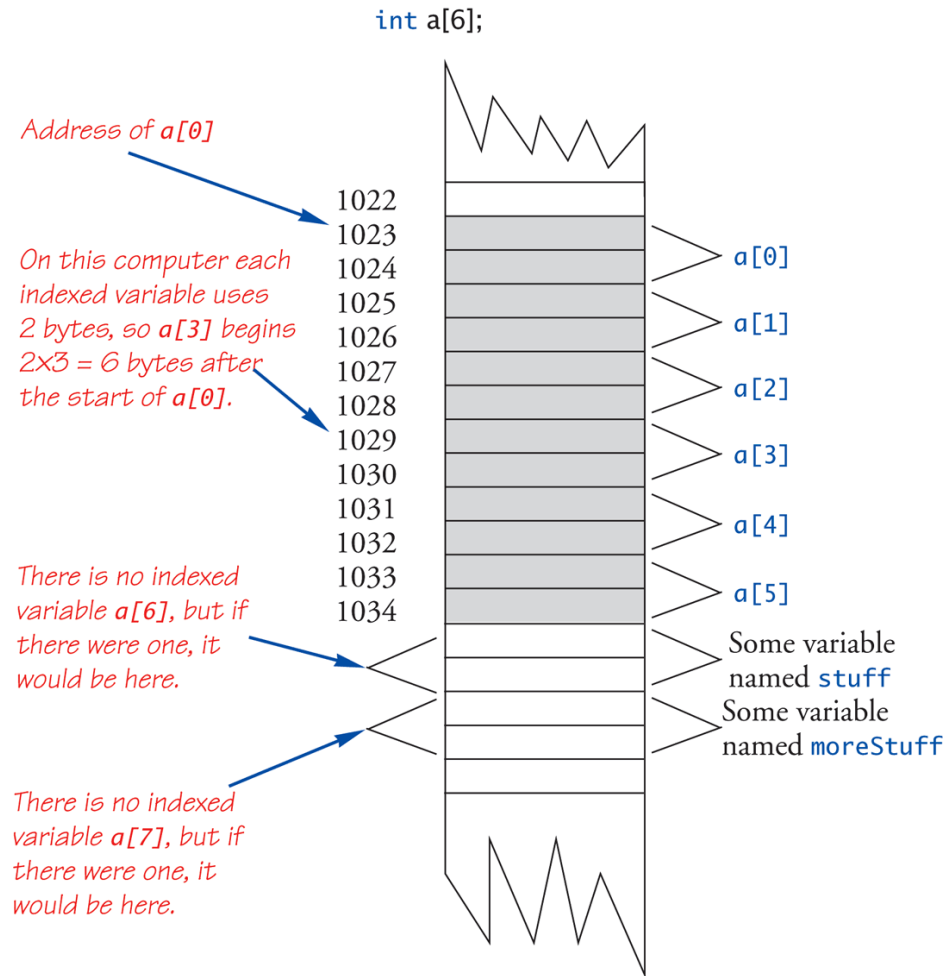 int a[6];
Address of a[0]
1022
1023
1024
1025
1026
1027
1028
1029
1030
1031
1032
1033
1034
On this computer each
indexed variable uses
2 bytes, so a[3] begins
2×3 = 6 bytes after
the start of a[0].
There is no indexed
variable a[6], but if
there were one, it
would be here.
There is no indexed
variable a[7], but if
there were one, it
would be here.
a[0]
a[1]
a[2]
a[3]
a[4]
a[5]
Some variable
named stuff
Some variable
named moreStuff